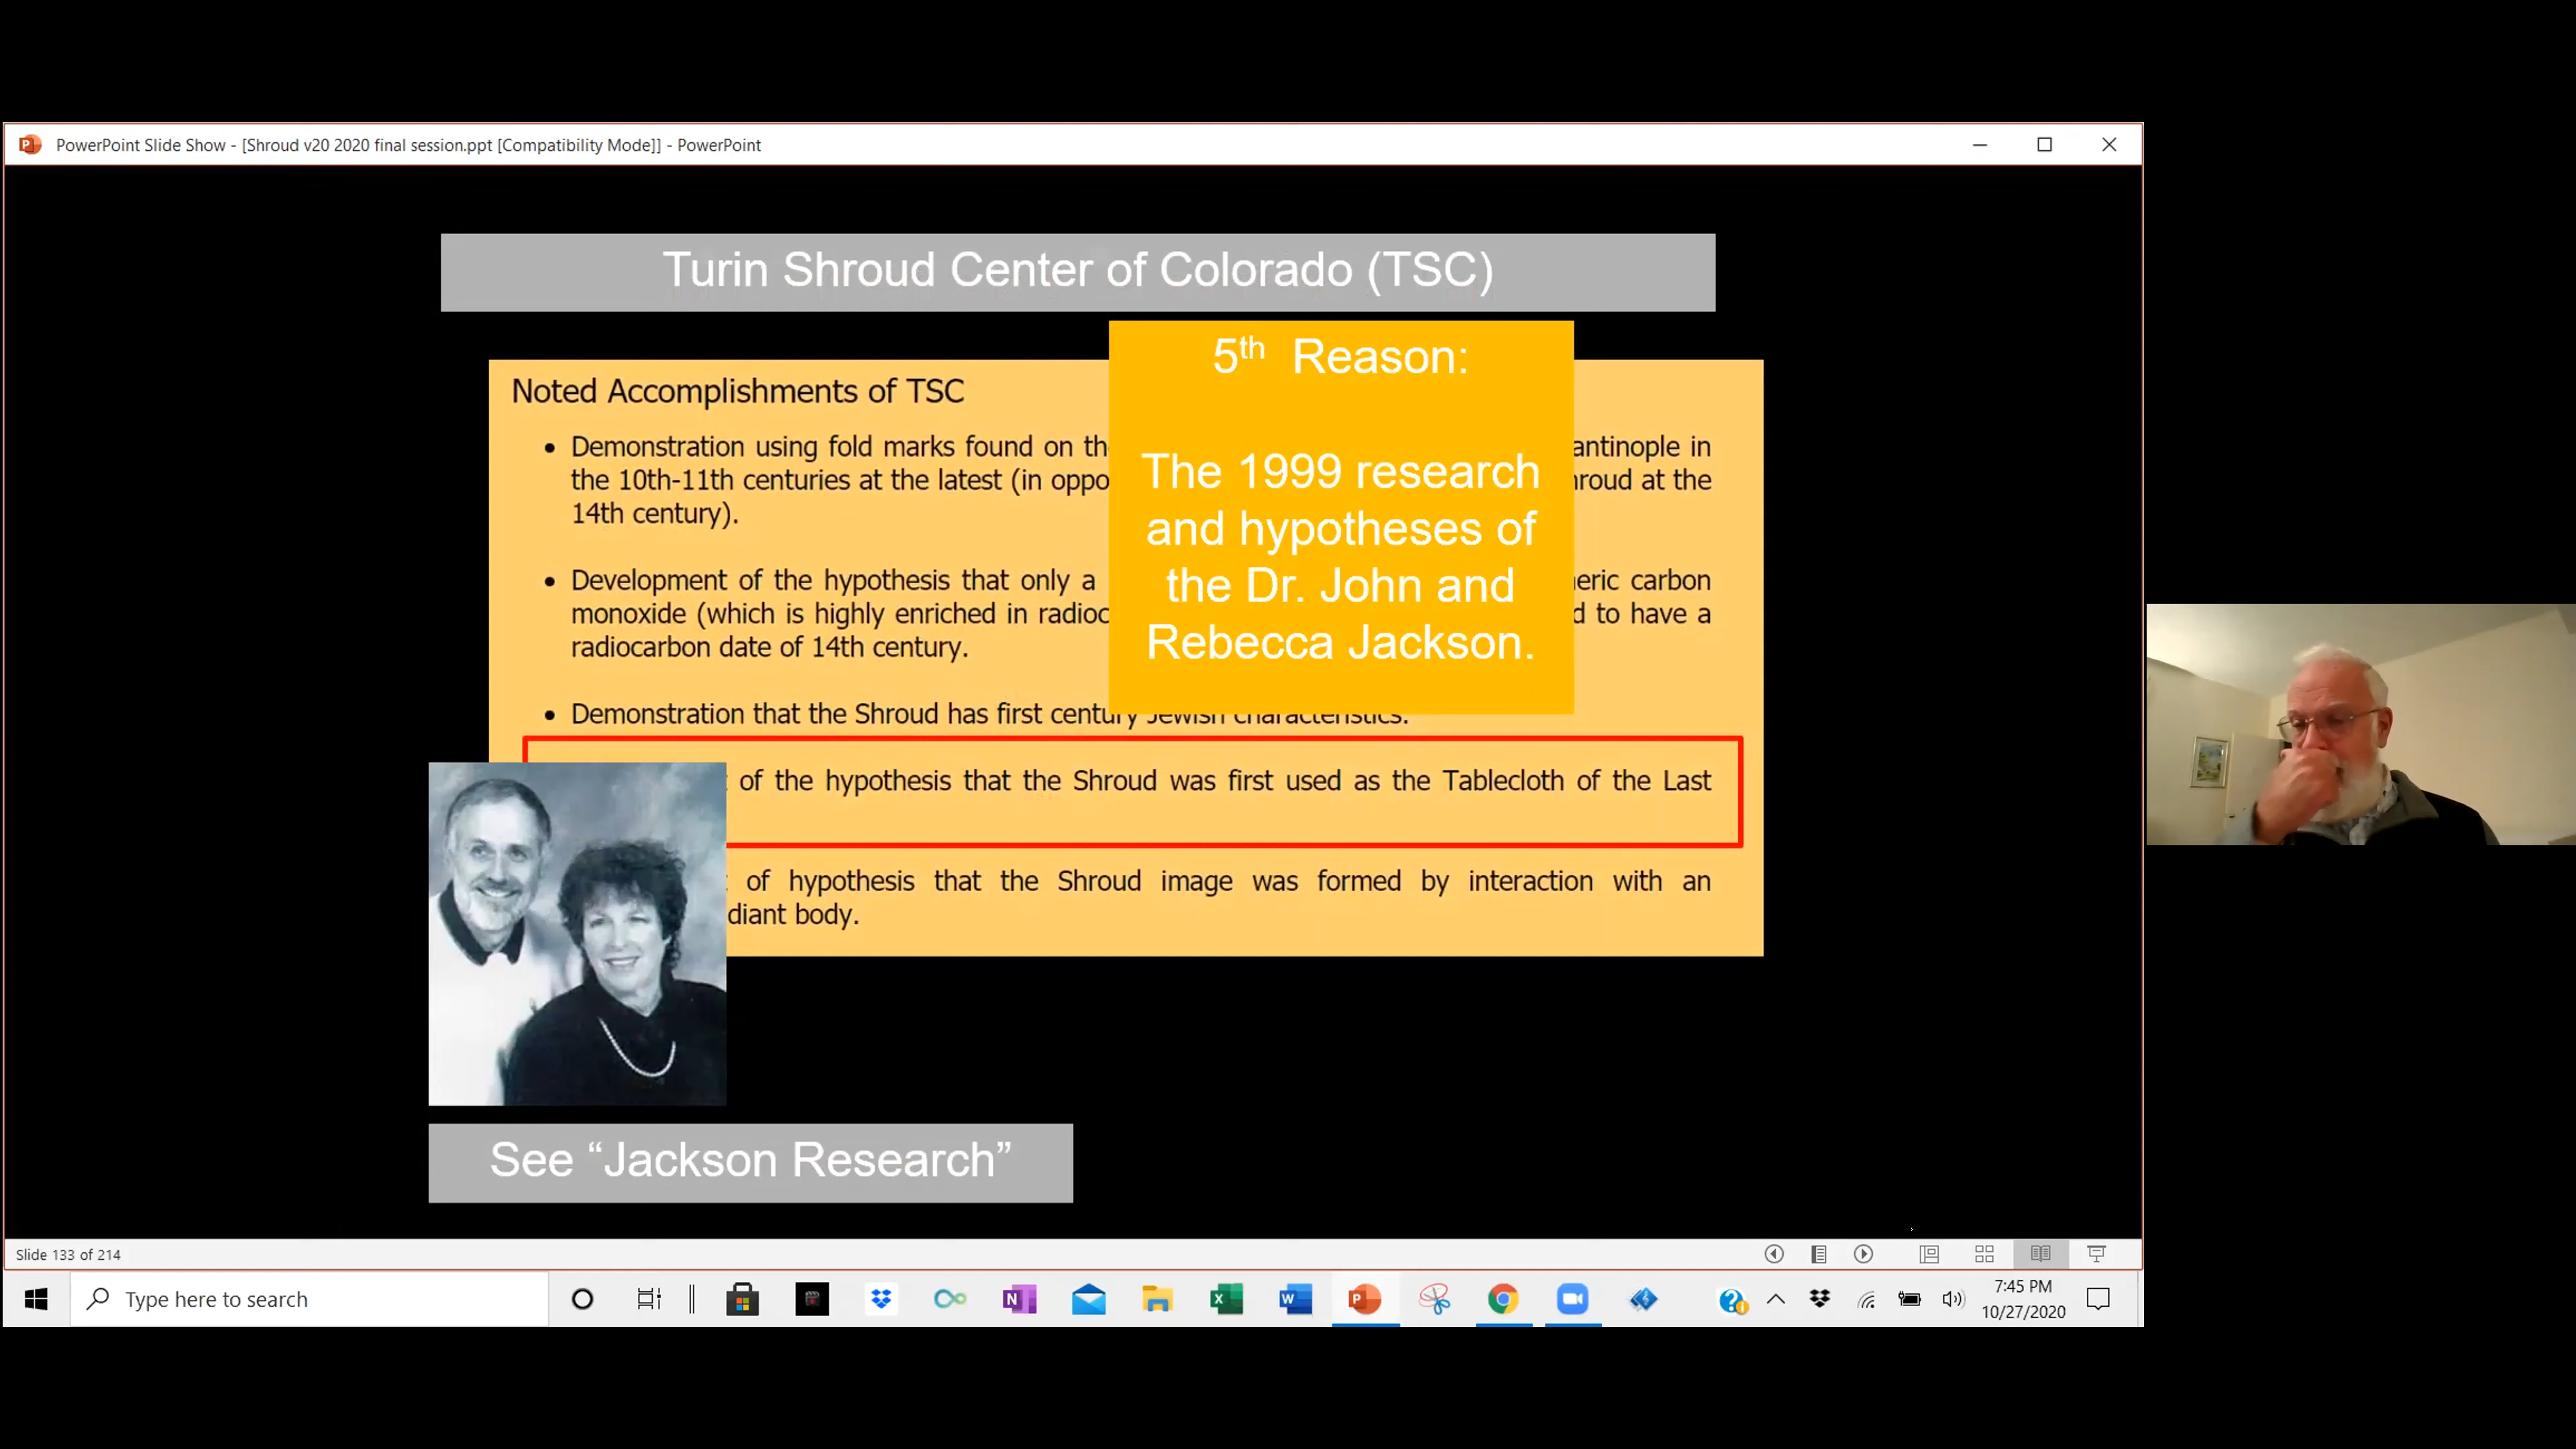 PowerPoint Slide Show - [Shroud v20 2020 final session.ppt [Compatibility Mode]] - PowerPoint
Turin Shroud Center of Colorado (TSC)
5th Reason:
The 1999 research
and hypotheses of
the Dr. John and
Rebecca Jackson.
Noted Accomplishments of TSC
• Demonstration using fold marks found on th antinople in
the 10th-11th centuries at the latest (in oppo hroud at the
14th century).
• Development of the hypothesis that only a eric carbon
monoxide (which is highly enriched in radioc d to have a
radiocarbon date of 14th century.
• Demonstration that the Shroud has first century Jewish characteristics.
of the hypothesis that the Shroud was first used as the Tablecloth of the Last
of hypothesis that the Shroud image was formed by interaction with an
diant body.
See “Jackson Research”
Slide 133 of 214
Type here to search
7:45 PM
10/27/2020